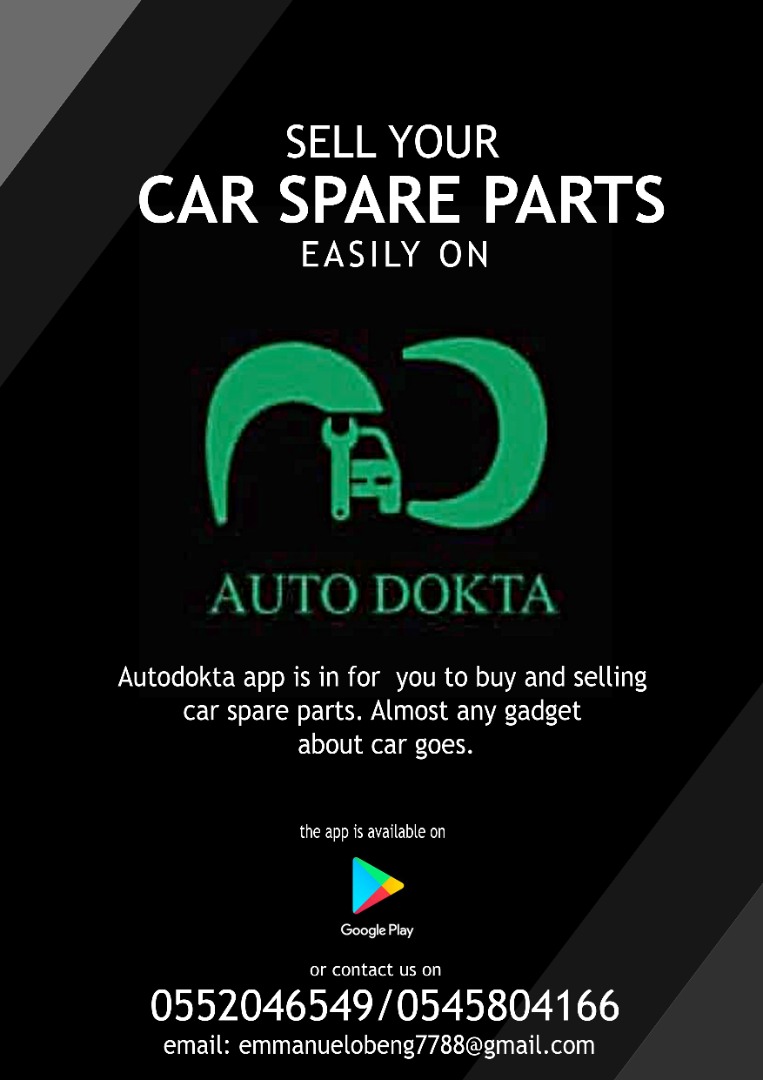 SELL YOUR
CAR SPARE PARTS
EASILY ON
AUTO DOKTA
Autodokta app is in for  you to buy and selling
car spare parts. Almost any gadget
about car goes.
the app is available on
Google Play
or contact us on
0552046549/0545804166
email: emmanuelobeng7788@gmail.com